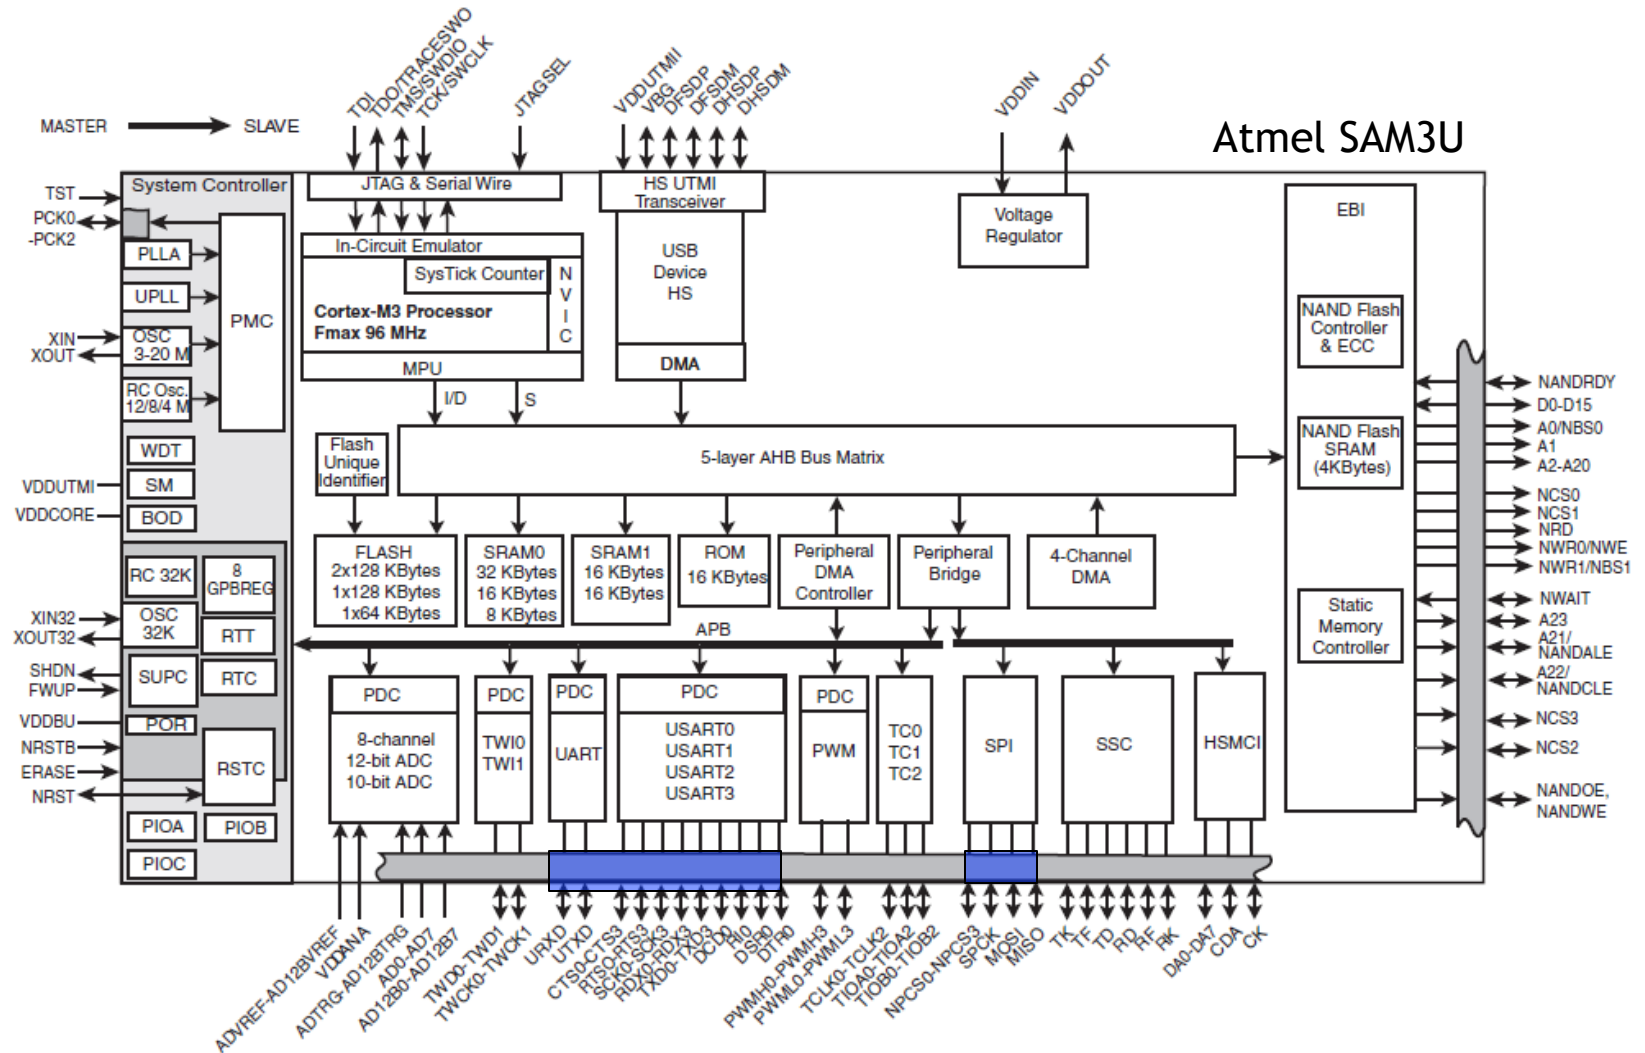 TDI
TDO/TRACESWO
TMS/SWDIO
TCK/SWCLK
JTAGSEL
VDDUTMII
VBG
DFSDP
DFSDM
DHSDP
DHSDM
VDDIN
VDDOUT
MASTER
SLAVE
Atmel SAM3U
TST
PCK0
-PCK2
XIN
XOUT
VDDUTMI
VDDCORE
XIN32
XOUT32
SHDN
FWUP
VDDBU
NRSTB
ERASE
NRST
System Controller
PLLA
UPLL
OSC
3-20 M
RC Osc.
12/8/4 M
PMC
WDT
SM
BOD
RC 32K
8
GPBREG
OSC
32K
RTT
SUPC
RTC
POR
RSTC
PIOA
PIOB
PIOC
JTAG & Serial Wire
In-Circuit Emulator
SysTick Counter
N
V
I
C
Cortex-M3 Processor
Fmax 96 MHz
MPU
I/D
S
HS UTMI
Transceiver
USB
Device
HS
DMA
Voltage
Regulator
Flash
Unique
Identifier
5-layer AHB Bus Matrix
FLASH
2x128 KBytes
1x128 KBytes
1x64 KBytes
SRAM0
32 KBytes
16 KBytes
8 KBytes
SRAM1
16 KBytes
16 KBytes
ROM
16 KBytes
Peripheral
DMA
Controller
Peripheral
Bridge
4-Channel
DMA
APB
PDC
8-channel
12-bit ADC
10-bit ADC
PDC
TWI0
TWI1
PDC
UART
PDC
USART0
USART1
USART2
USART3
PDC
PWM
TC0
TC1
TC2
SPI
SSC
HSMCI
EBI
NAND Flash
Controller
& ECC
NAND Flash
SRAM
(4KBytes)
Static
Memory
Controller
NANDRDY
D0-D15
A0/NBS0
A1
A2-A20
NCS0
NCS1
NRD
NWR0/NWE
NWR1/NBS1
NWAIT
A23
A21/
NANDALE
A22/
NANDCLE
NCS3
NCS2
NANDOE,
NANDWE
ADVREF-AD12BVREF
VDDANA
ADTRG-AD12BTRG
AD0-AD7
AD12B0-AD12B7
TWD0-TWD1
TWCK0-TWCK1
URXD
UTXD
CTS0-CTS3
RTS0-RTS3
SCK0-SCK3
RDX0-RDX3
TXD0-TXD3
DCD0
RI0
DSR0
DTR0
PWMH0-PWMH3
PWML0-PWML3
TCLK0-TCLK2
TIOA0-TIOA2
TIOB0-TIOB2
NPCS0-NPCS3
SPCK
MOSI
MISO
TK
TF
TD
RD
RF
RK
DA0-DA7
CDA
CK